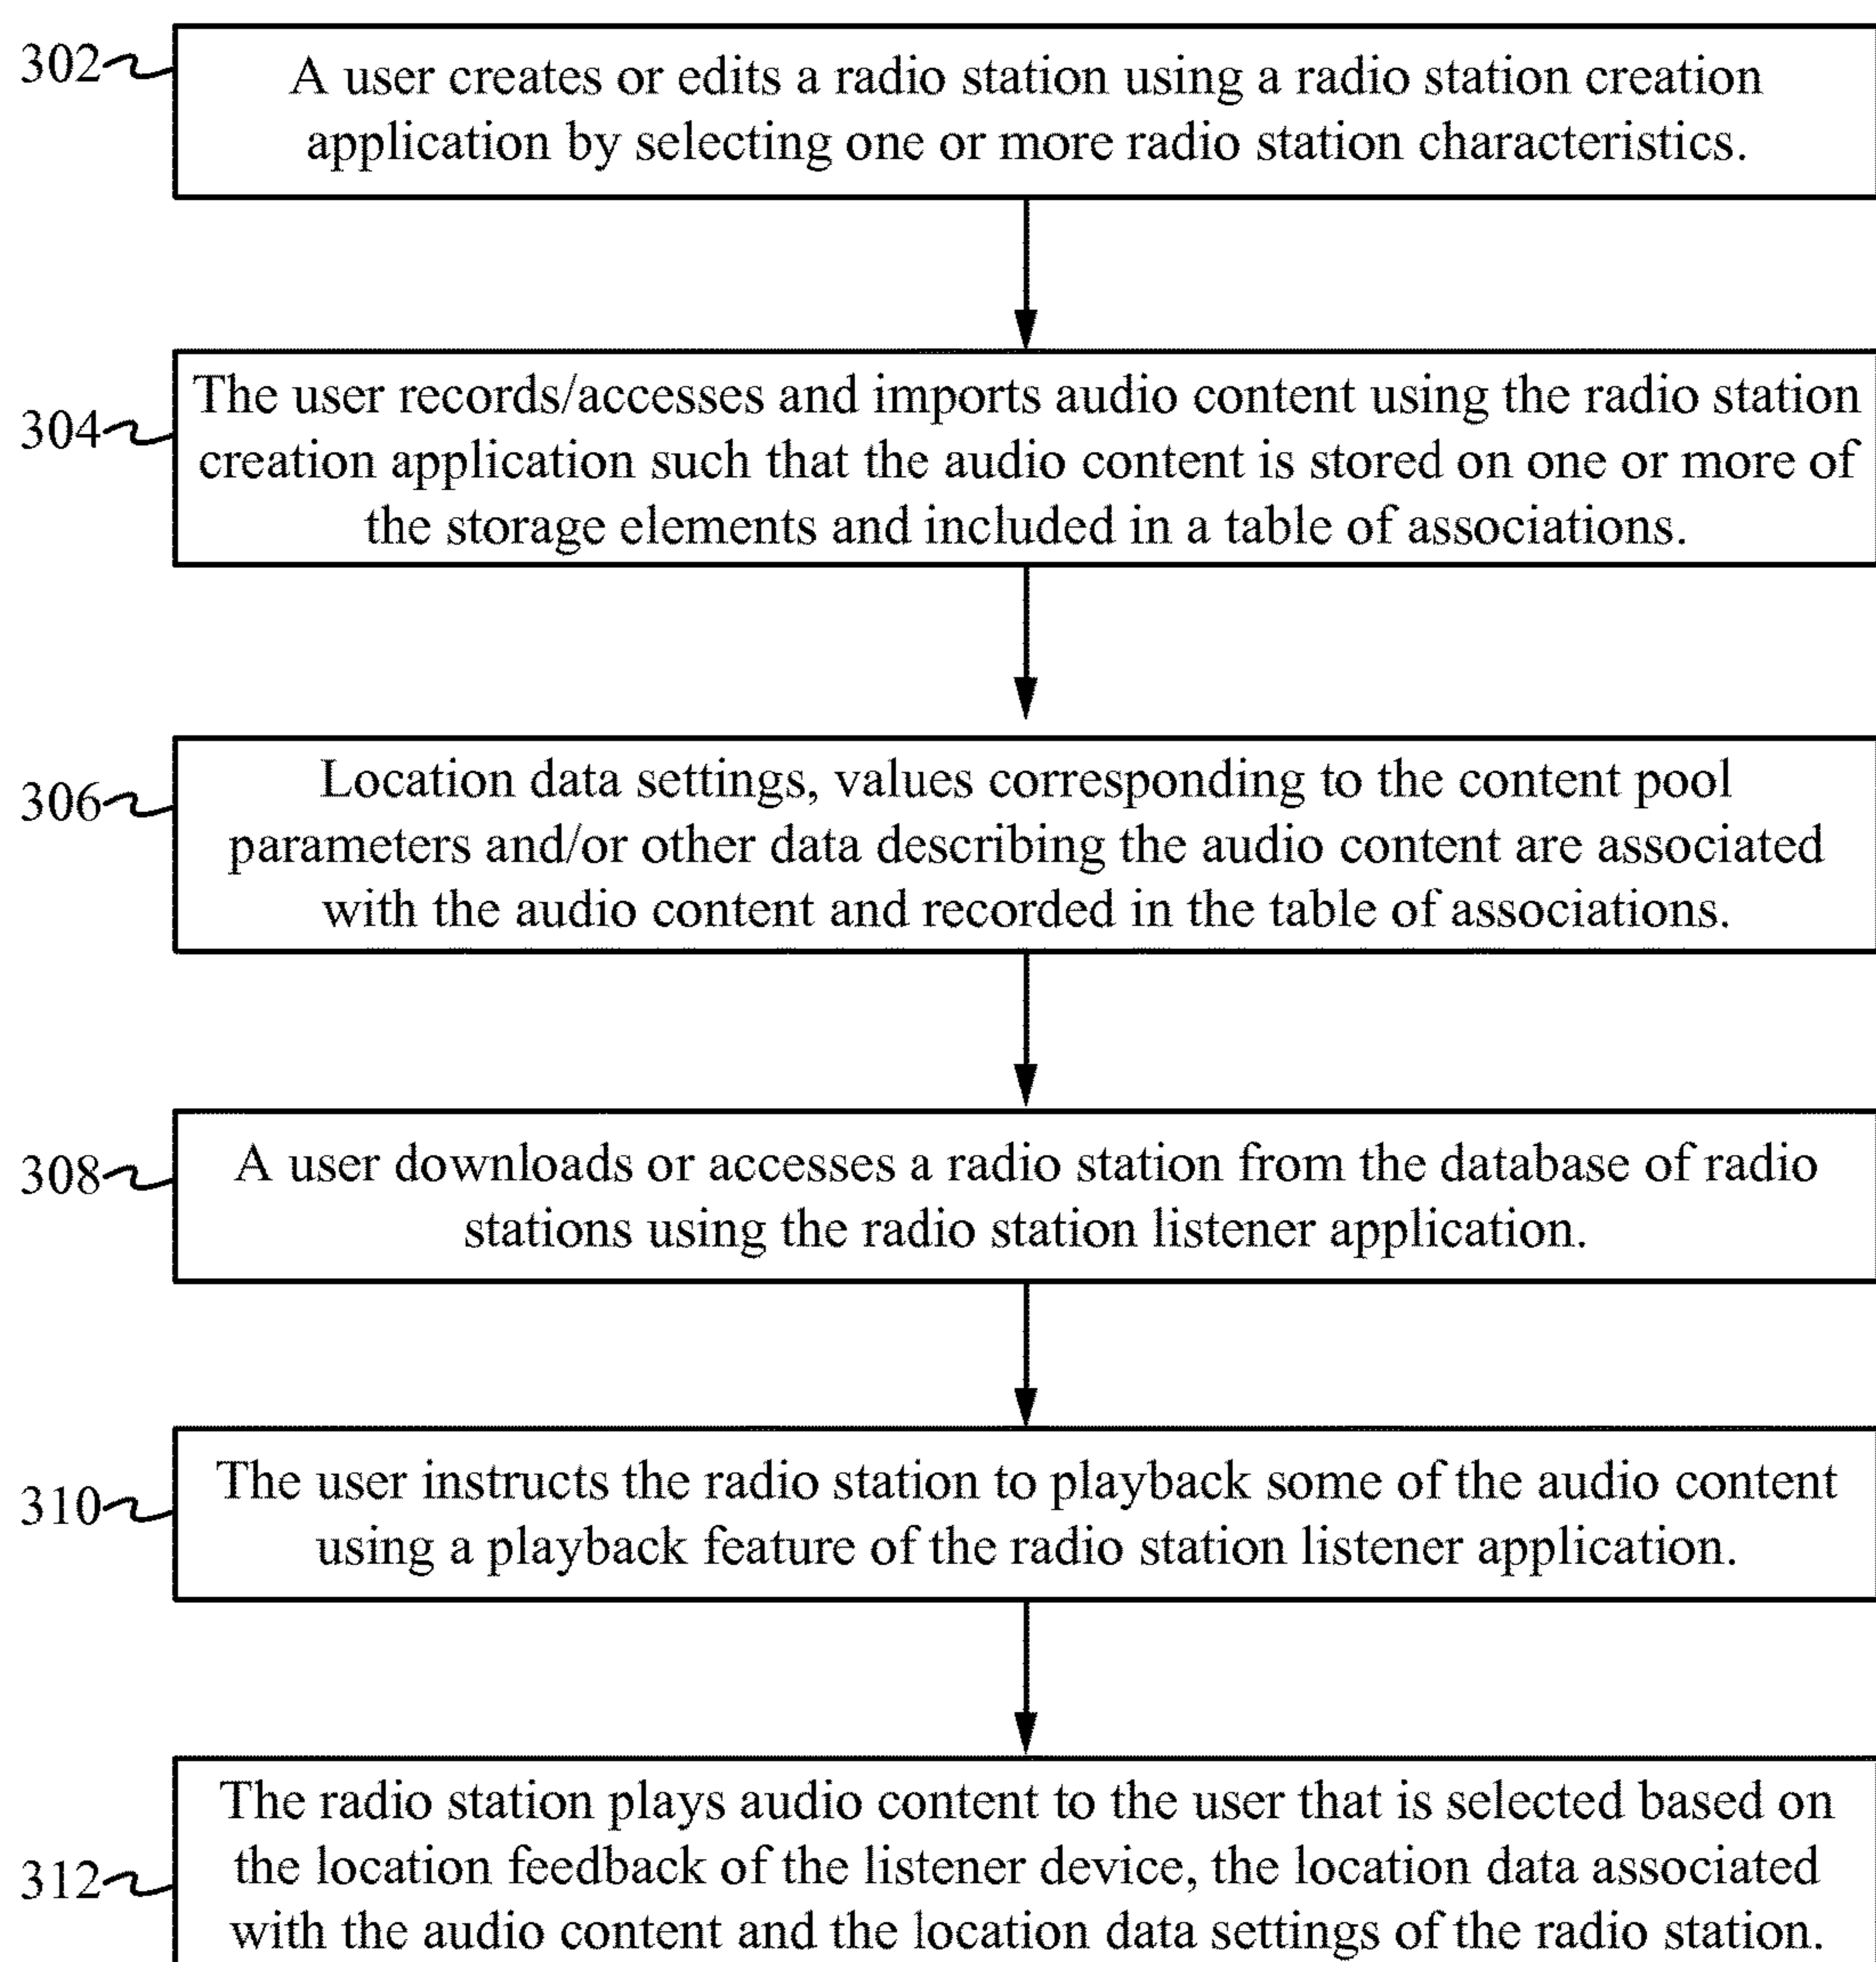 302
A user creates or edits a radio station using a radio station creation
application by selecting one or more radio station characteristics.
304
The user records/accesses and imports audio content using the radio station
creation application such that the audio content is stored on one or more of
the storage elements and included in a table of associations.
306
Location data settings, values corresponding to the content pool
parameters and/or other data describing the audio content are associated
with the audio content and recorded in the table of associations.
308
A user downloads or accesses a radio station from the database of radio
stations using the radio station listener application.
310
The user instructs the radio station to playback some of the audio content
using a playback feature of the radio station listener application.
312
The radio station plays audio content to the user that is selected based on
the location feedback of the listener device, the location data associated
with the audio content and the location data settings of the radio station.